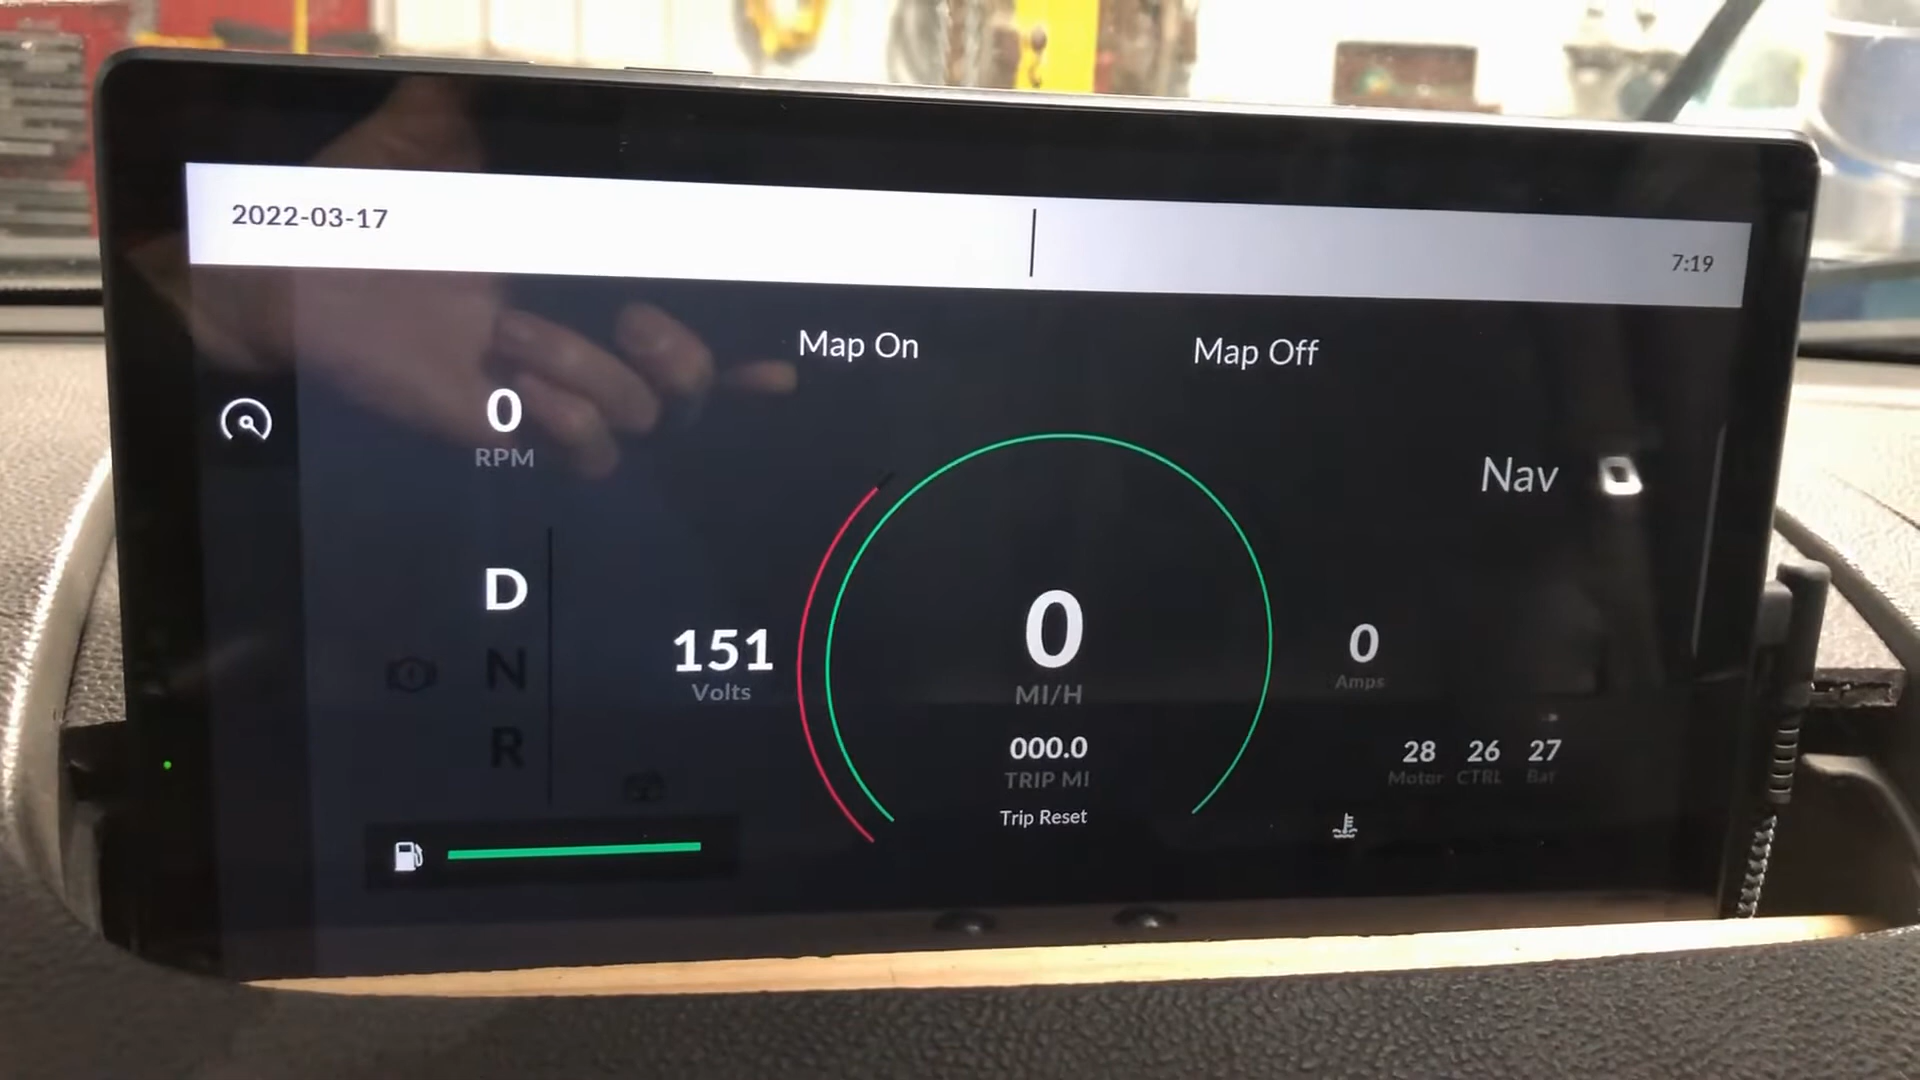 2022-03-17
7:19
Map On
Map Off
0
RPM
Nav
D
N
R
151
Volts
0
MI/H
0
Amps
000.0
TRIP MI
Trip Reset
28 26 27
Motor CTRL Bat